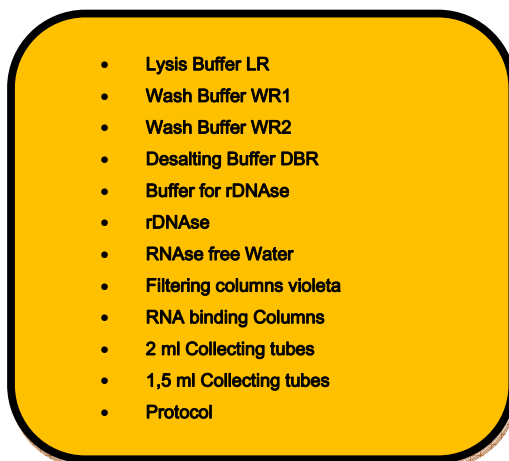 • Lysis Buffer LR
• Wash Buffer WR1
• Wash Buffer WR2
• Desalting Buffer DBR
• Buffer for rDNAse
• rDNAse
• RNAse free Water
• Filtering columns violeta
• RNA binding Columns
• 2 ml Collecting tubes
• 1,5 ml Collecting tubes
• Protocol